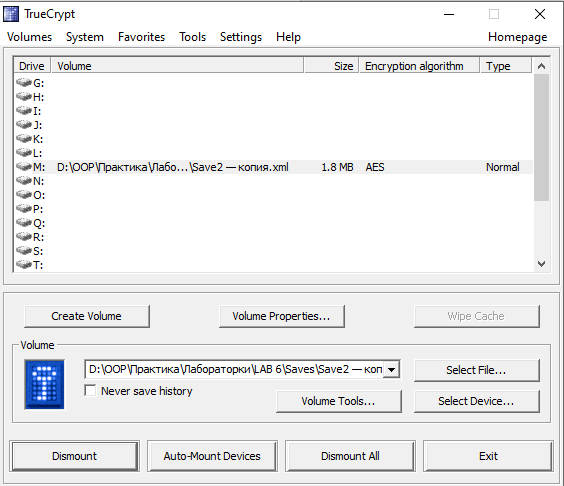 TrueCrypt
Volumes System Favorites Tools Settings Help Homepage
Drive Volume Size Encryption algorithm Type
G:
H:
I:
J:
K:
L:
M: D:\OOP\Практика\Лабо...\Save2 — копия.xml 1.8 MB AES Normal
N:
O:
P:
Q:
R:
S:
T:
Create Volume Volume Properties... Wipe Cache
Volume
D:\OOP\Практика\Лабораторки\LAB 6\Saves\Save2 — коп Select File...
Never save history
Volume Tools... Select Device...
Dismount Auto-Mount Devices Dismount All Exit